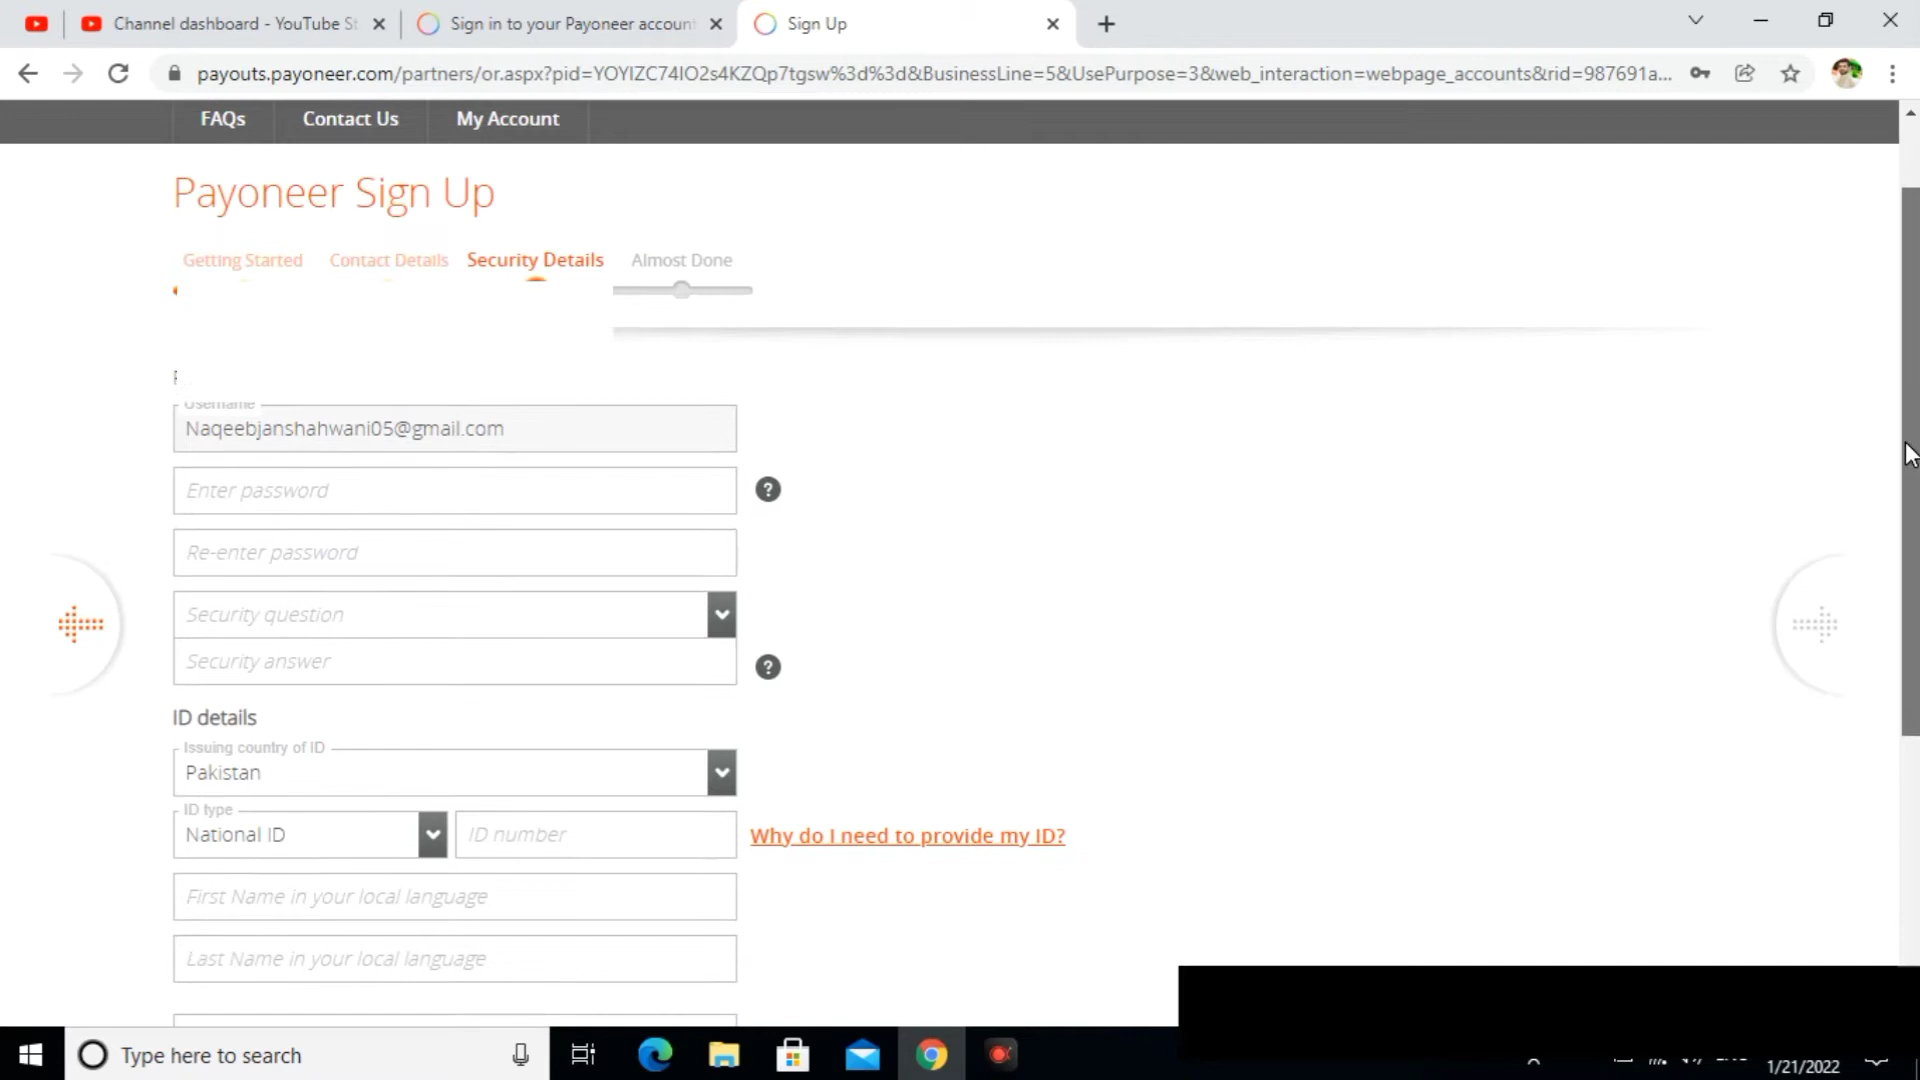 Channel dashboard - YouTube St
Sign in to your Payoneer accoun
Sign Up
payouts.payoneer.com/partners/or.aspx?pid=YOYIZC74IO2s4KZQp7tgsw%3d%3d&BusinessLine=5&UsePurpose=3&web_interaction=webpage_accounts&rid=987691a...
FAQs
Contact Us
My Account
Payoneer Sign Up
Getting Started
Contact Details
Security Details
Almost Done
Username
Naqeebjanshahwani05@gmail.com
Enter password
?
Re-enter password
Security question
Security answer
?
ID details
Issuing country of ID
Pakistan
ID type
National ID
ID number
Why do I need to provide my ID?
First Name in your local language
Last Name in your local language
Type here to search
1/21/2022